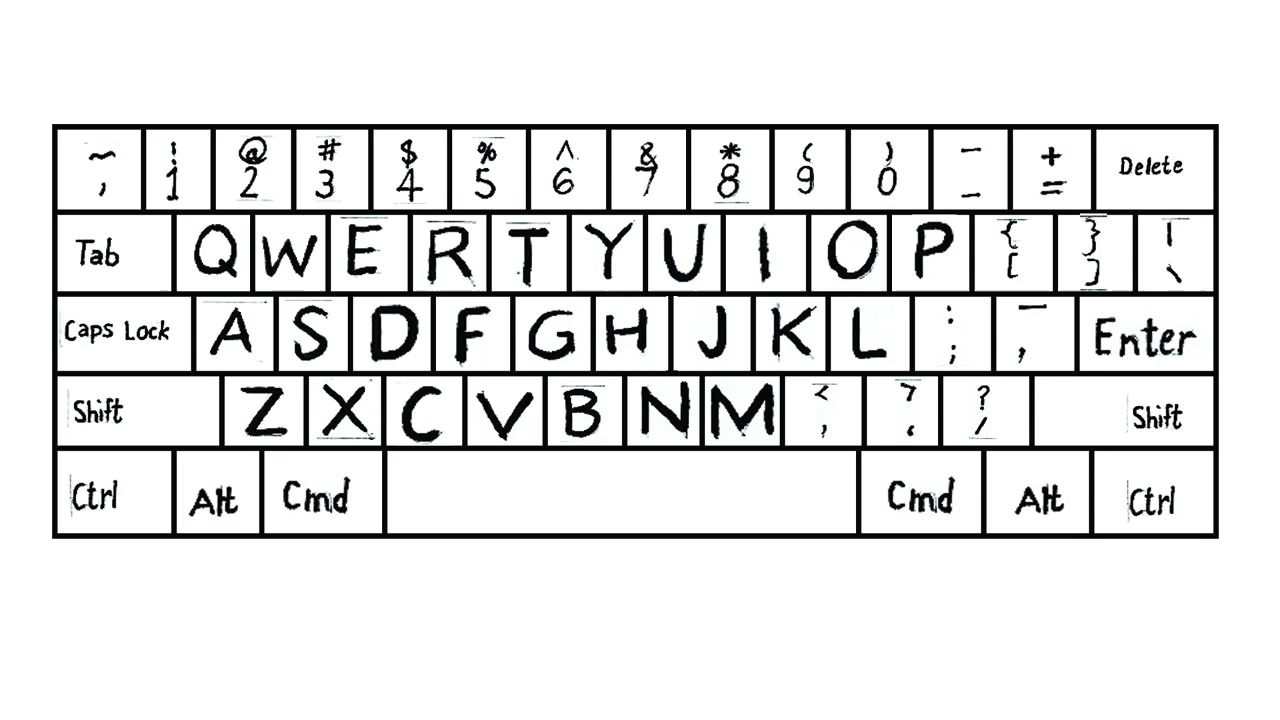 ~ ! @ # $ % ^ & * ( ) — +
, 1 2 3 4 5 6 7 8 9 0 _ = Delete
Tab Q W E R T Y U I O P { } |
[ ] \
Caps Lock A S D F G H J K L : — Enter
; ,
Shift Z X C V B N M < > ? Shift
, . /
Ctrl Alt Cmd Cmd Alt Ctrl